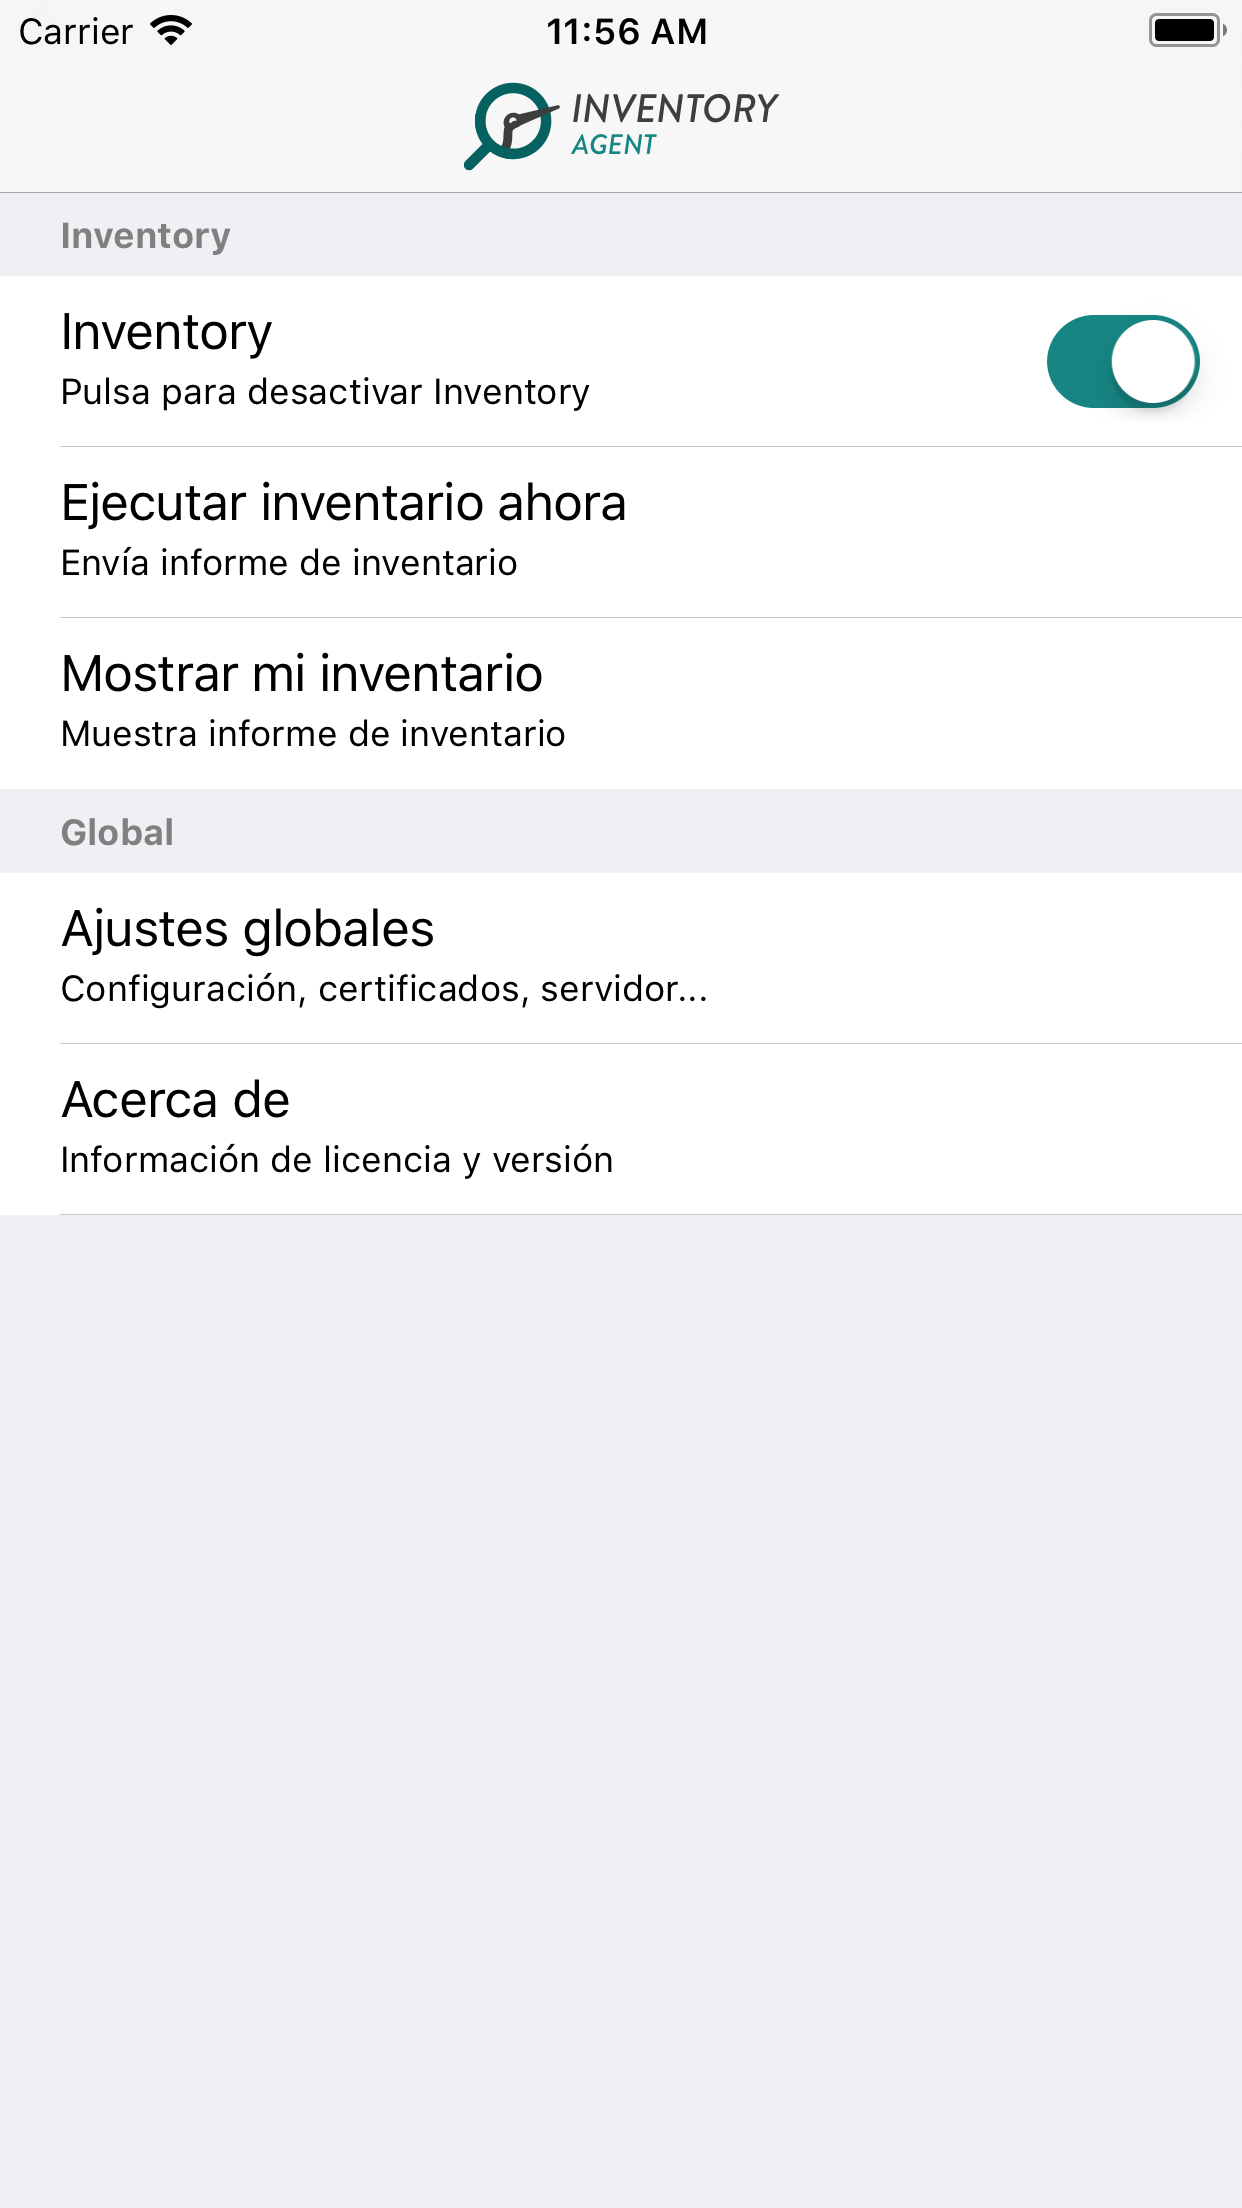 Carrier 11:56 AM
INVENTORY
AGENT
Inventory
Inventory
Pulsa para desactivar Inventory
Ejecutar inventario ahora
Envía informe de inventario
Mostrar mi inventario
Muestra informe de inventario
Global
Ajustes globales
Configuración, certificados, servidor...
Acerca de
Información de licencia y versión